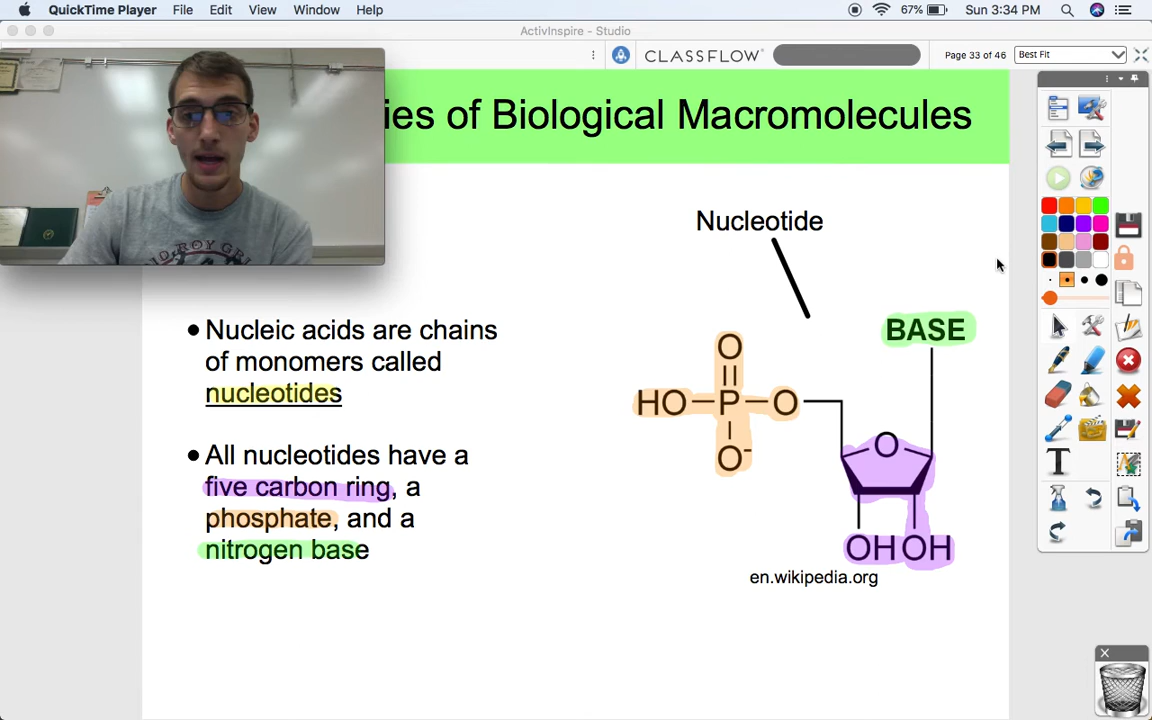 QuickTime Player File Edit View Window Help 67% Sun 3:34 PM
ActivInspire - Studio
CLASSFLOW Page 33 of 46 Best Fit
ies of Biological Macromolecules
Nucleotide
• Nucleic acids are chains
of monomers called
nucleotides
• All nucleotides have a
five carbon ring, a
phosphate, and a
nitrogen base
BASE
O
HO P O
O-
O
OH OH
en.wikipedia.org
T